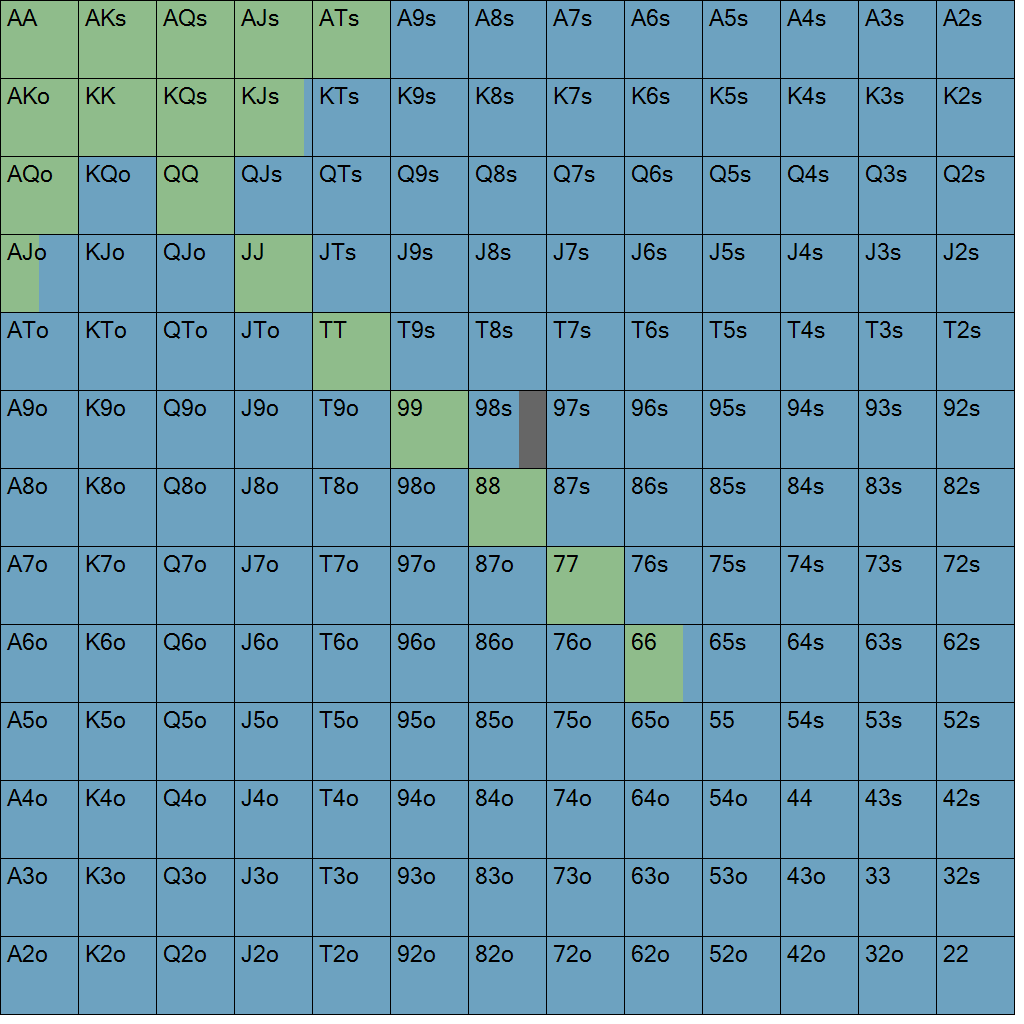 AA AKs AQs AJs ATs A9s A8s A7s A6s A5s A4s A3s A2s
AKo KK KQs KJs KTs K9s K8s K7s K6s K5s K4s K3s K2s
AQo KQo QQ QJs QTs Q9s Q8s Q7s Q6s Q5s Q4s Q3s Q2s
AJo KJo QJo JJ JTs J9s J8s J7s J6s J5s J4s J3s J2s
ATo KTo QTo JTo TT T9s T8s T7s T6s T5s T4s T3s T2s
A9o K9o Q9o J9o T9o 99 98s 97s 96s 95s 94s 93s 92s
A8o K8o Q8o J8o T8o 98o 88 87s 86s 85s 84s 83s 82s
A7o K7o Q7o J7o T7o 97o 87o 77 76s 75s 74s 73s 72s
A6o K6o Q6o J6o T6o 96o 86o 76o 66 65s 64s 63s 62s
A5o K5o Q5o J5o T5o 95o 85o 75o 65o 55 54s 53s 52s
A4o K4o Q4o J4o T4o 94o 84o 74o 64o 54o 44 43s 42s
A3o K3o Q3o J3o T3o 93o 83o 73o 63o 53o 43o 33 32s
A2o K2o Q2o J2o T2o 92o 82o 72o 62o 52o 42o 32o 22